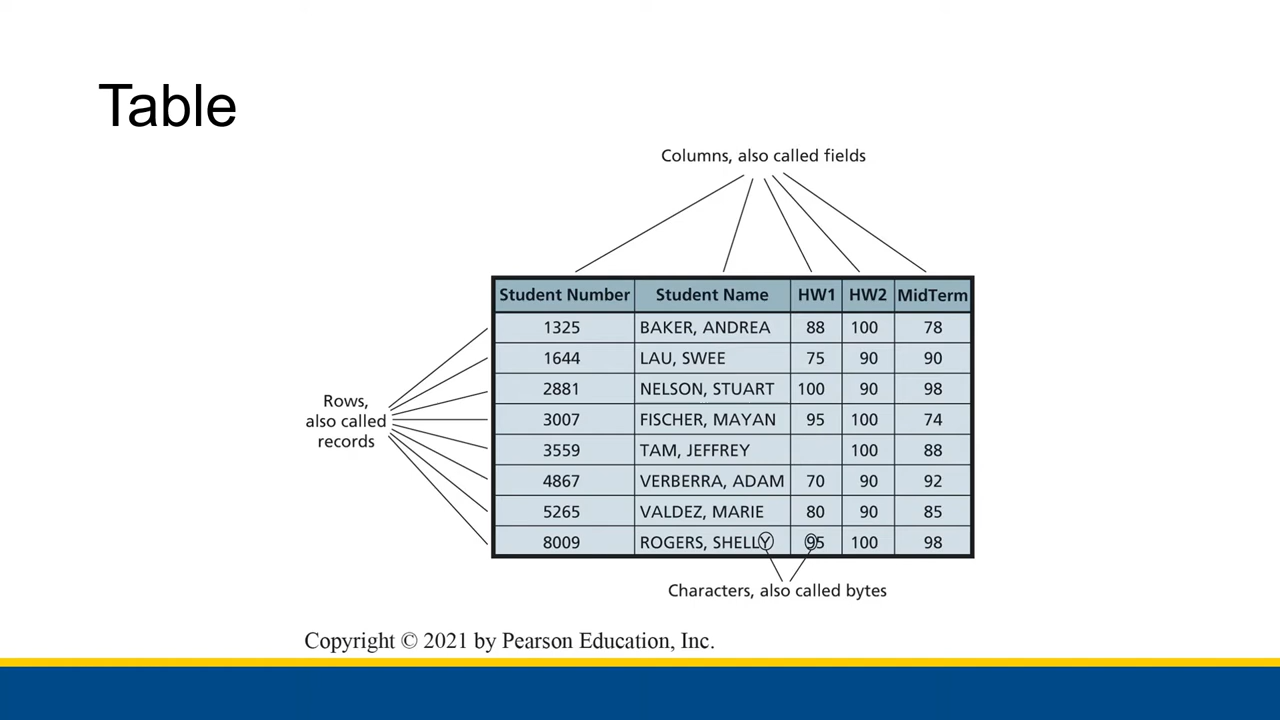 Table
Columns, also called fields
Student Number Student Name HW1 HW2 MidTerm
1325 BAKER, ANDREA 88 100 78
1644 LAU, SWEE 75 90 90
2881 NELSON, STUART 100 90 98
3007 FISCHER, MAYAN 95 100 74
3559 TAM, JEFFREY 100 88
4867 VERBERRA, ADAM 70 90 92
5265 VALDEZ, MARIE 80 90 85
8009 ROGERS, SHELLY 95 100 98
Rows,
also called
records
Characters, also called bytes
Copyright © 2021 by Pearson Education, Inc.